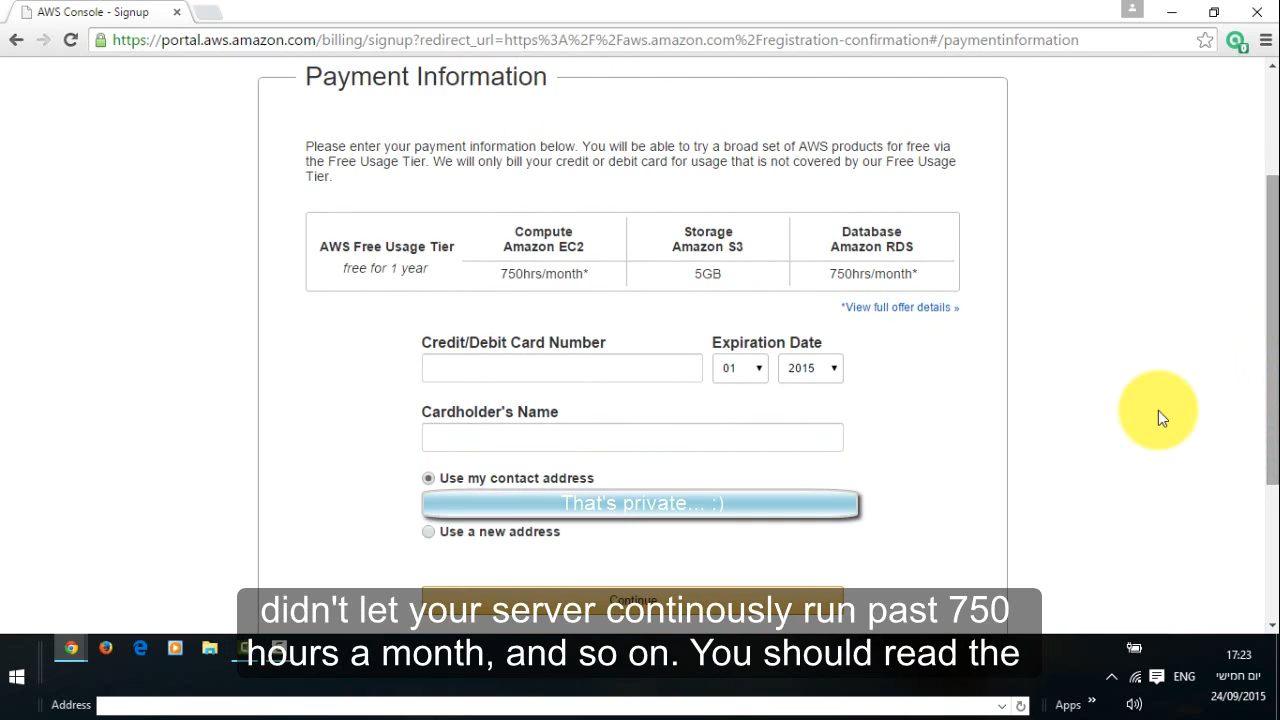 AWS Console - Signup
https://portal.aws.amazon.com/billing/signup?redirect_url=https%3A%2F%2Faws.amazon.com%2Fregistration-confirmation#/paymentinformation
0
Payment Information
Please enter your payment information below. You will be able to try a broad set of AWS products for free via
the Free Usage Tier. We will only bill your credit or debit card for usage that is not covered by our Free Usage
Tier.
AWS Free Usage Tier
free for 1 year
Compute
Amazon EC2
750hrs/month*
Storage
Amazon S3
5GB
Database
Amazon RDS
750hrs/month*
*View full offer details »
Credit/Debit Card Number
Expiration Date
01
2015
Cardholder's Name
Use my contact address
That's private... :)
Use a new address
Continue
didn't let your server continously run past 750
hours a month, and so on. You should read the
ENG
17:23
יום חמישי
24/09/2015
Address
Apps